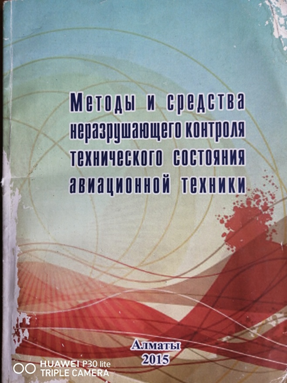 Методы и средства
неразрушающего контроля
технического состояния
авиационной техники
Алматы
2015
HUAWEI P30 lite
TRIPLE CAMERA